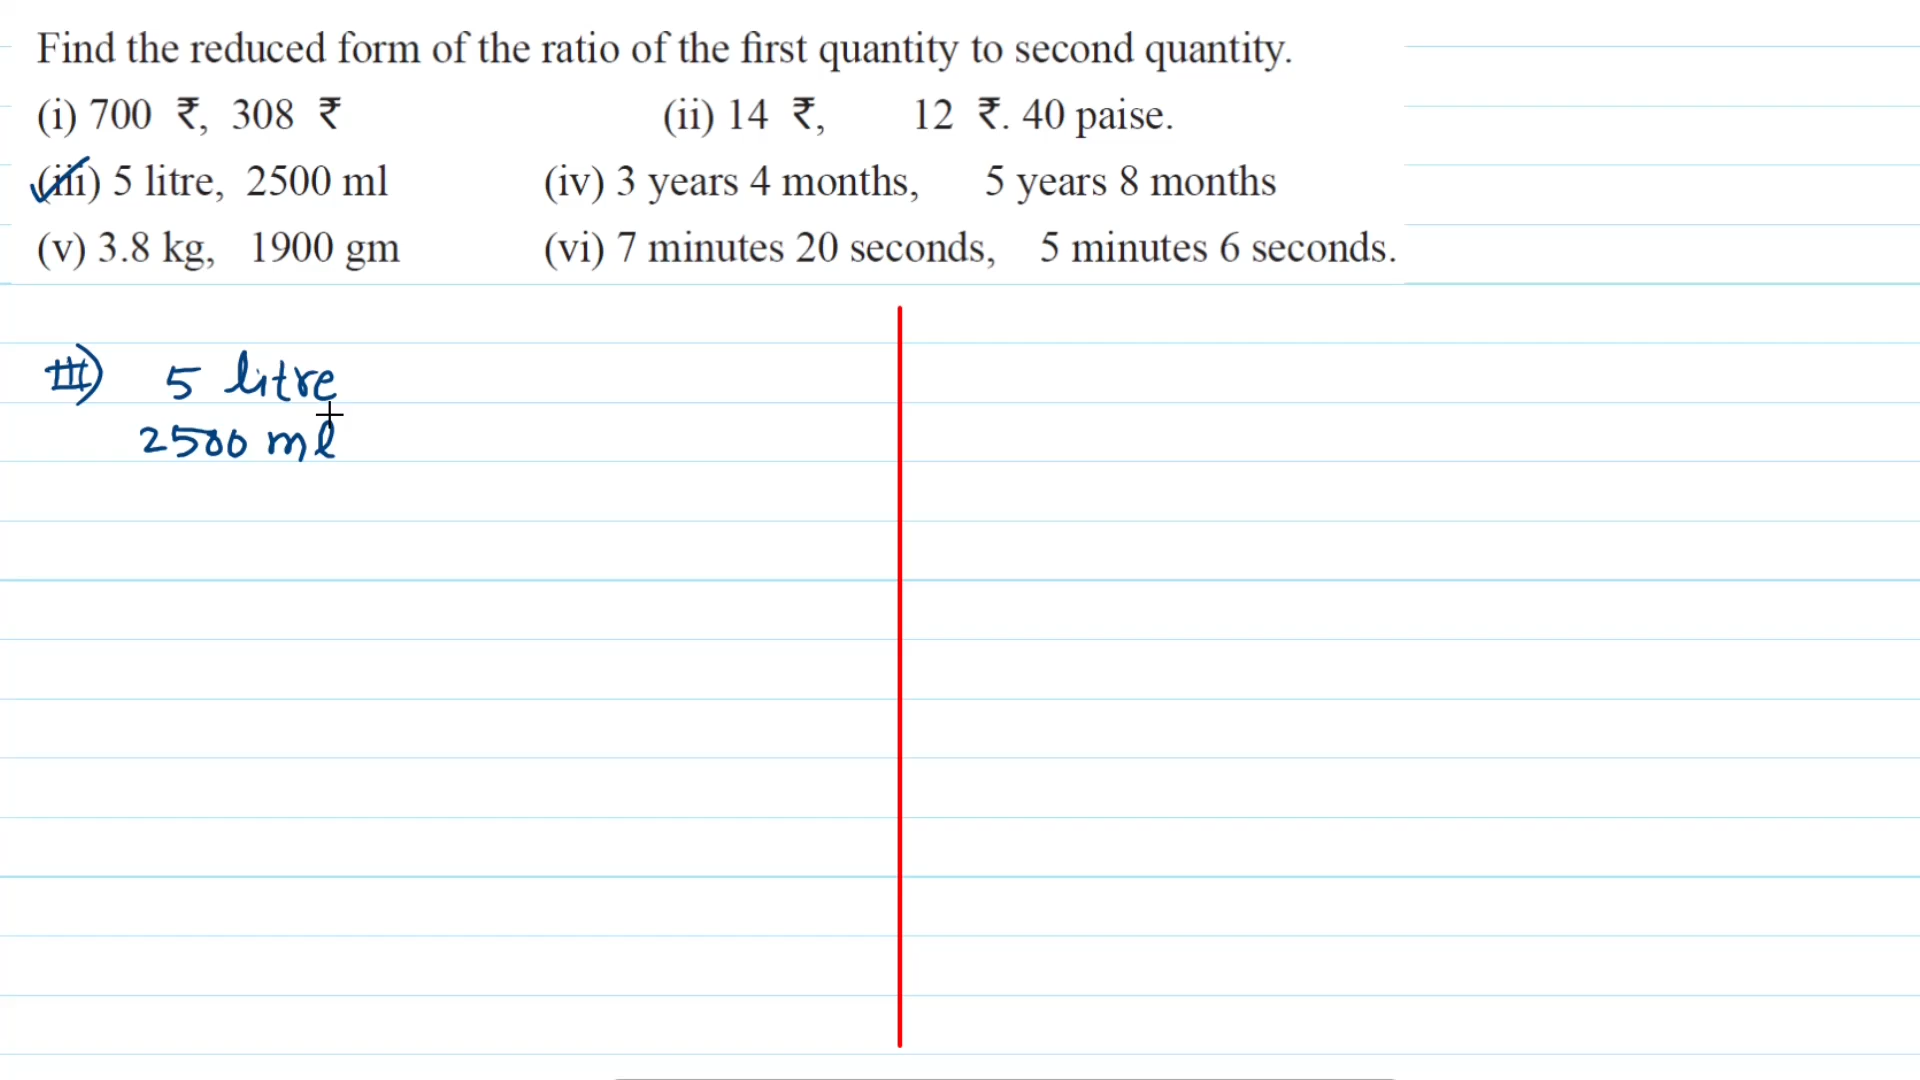 Find the reduced form of the ratio of the first quantity to second quantity.
(i) 700 ₹, 308 ₹ (ii) 14 ₹, 12 ₹. 40 paise.
(iii) 5 litre, 2500 ml (iv) 3 years 4 months, 5 years 8 months
(v) 3.8 kg, 1900 gm (vi) 7 minutes 20 seconds, 5 minutes 6 seconds.
III) 5 litre
2500 ml